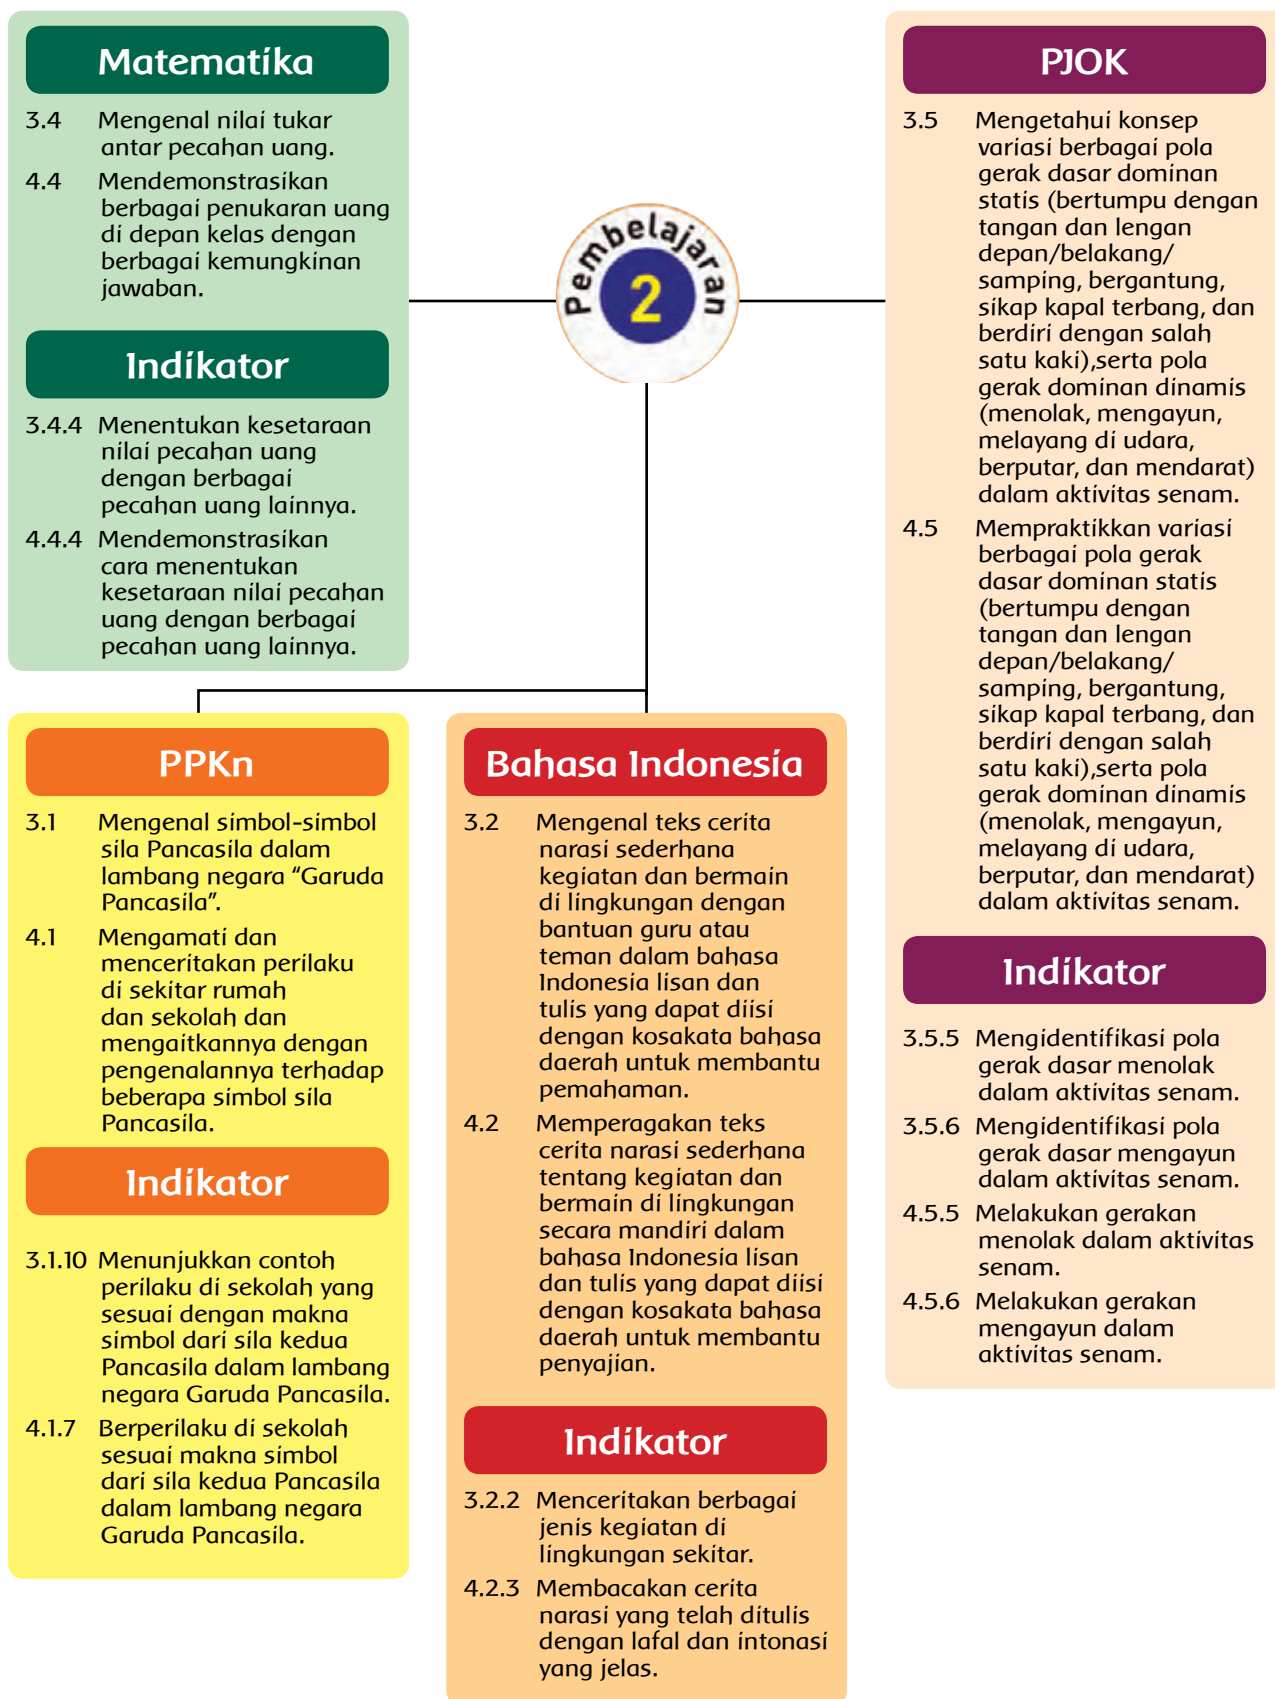 Matematika
3.4 Mengenal nilai tukar
antar pecahan uang.
4.4 Mendemonstrasikan
berbagai penukaran uang
di depan kelas dengan
berbagai kemungkinan
jawaban.
Indikator
3.4.4 Menentukan kesetaraan
nilai pecahan uang
dengan berbagai
pecahan uang lainnya.
4.4.4 Mendemonstrasikan
cara menentukan
kesetaraan nilai pecahan
uang dengan berbagai
pecahan uang lainnya.
Pembelajaran
2
PJOK
3.5 Mengetahui konsep
variasi berbagai pola
gerak dasar dominan
statis (bertumpu dengan
tangan dan lengan
depan/belakang/
samping, bergantung,
sikap kapal terbang, dan
berdiri dengan salah
satu kaki),serta pola
gerak dominan dinamis
(menolak, mengayun,
melayang di udara,
berputar, dan mendarat)
dalam aktivitas senam.
4.5 Mempraktikkan variasi
berbagai pola gerak
dasar dominan statis
(bertumpu dengan
tangan dan lengan
depan/belakang/
samping, bergantung,
sikap kapal terbang, dan
berdiri dengan salah
satu kaki),serta pola
gerak dominan dinamis
(menolak, mengayun,
melayang di udara,
berputar, dan mendarat)
dalam aktivitas senam.
Indikator
3.5.5 Mengidentifikasi pola
gerak dasar menolak
dalam aktivitas senam.
3.5.6 Mengidentifikasi pola
gerak dasar mengayun
dalam aktivitas senam.
4.5.5 Melakukan gerakan
menolak dalam aktivitas
senam.
4.5.6 Melakukan gerakan
mengayun dalam
aktivitas senam.
PPKn
3.1 Mengenal simbol-simbol
sila Pancasila dalam
lambang negara “Garuda
Pancasila”.
4.1 Mengamati dan
menceritakan perilaku
di sekitar rumah
dan sekolah dan
mengaitkannya dengan
pengenalannya terhadap
beberapa simbol sila
Pancasila.
Indikator
3.1.10 Menunjukkan contoh
perilaku di sekolah yang
sesuai dengan makna
simbol dari sila kedua
Pancasila dalam lambang
negara Garuda Pancasila.
4.1.7 Berperilaku di sekolah
sesuai makna simbol
dari sila kedua Pancasila
dalam lambang negara
Garuda Pancasila.
Bahasa Indonesia
3.2 Mengenal teks cerita
narasi sederhana
kegiatan dan bermain
di lingkungan dengan
bantuan guru atau
teman dalam bahasa
Indonesia lisan dan
tulis yang dapat diisi
dengan kosakata bahasa
daerah untuk membantu
pemahaman.
4.2 Memperagakan teks
cerita narasi sederhana
tentang kegiatan dan
bermain di lingkungan
secara mandiri dalam
bahasa Indonesia lisan
dan tulis yang dapat diisi
dengan kosakata bahasa
daerah untuk membantu
penyajian.
Indikator
3.2.2 Menceritakan berbagai
jenis kegiatan di
lingkungan sekitar.
4.2.3 Membacakan cerita
narasi yang telah ditulis
dengan lafal dan intonasi
yang jelas.